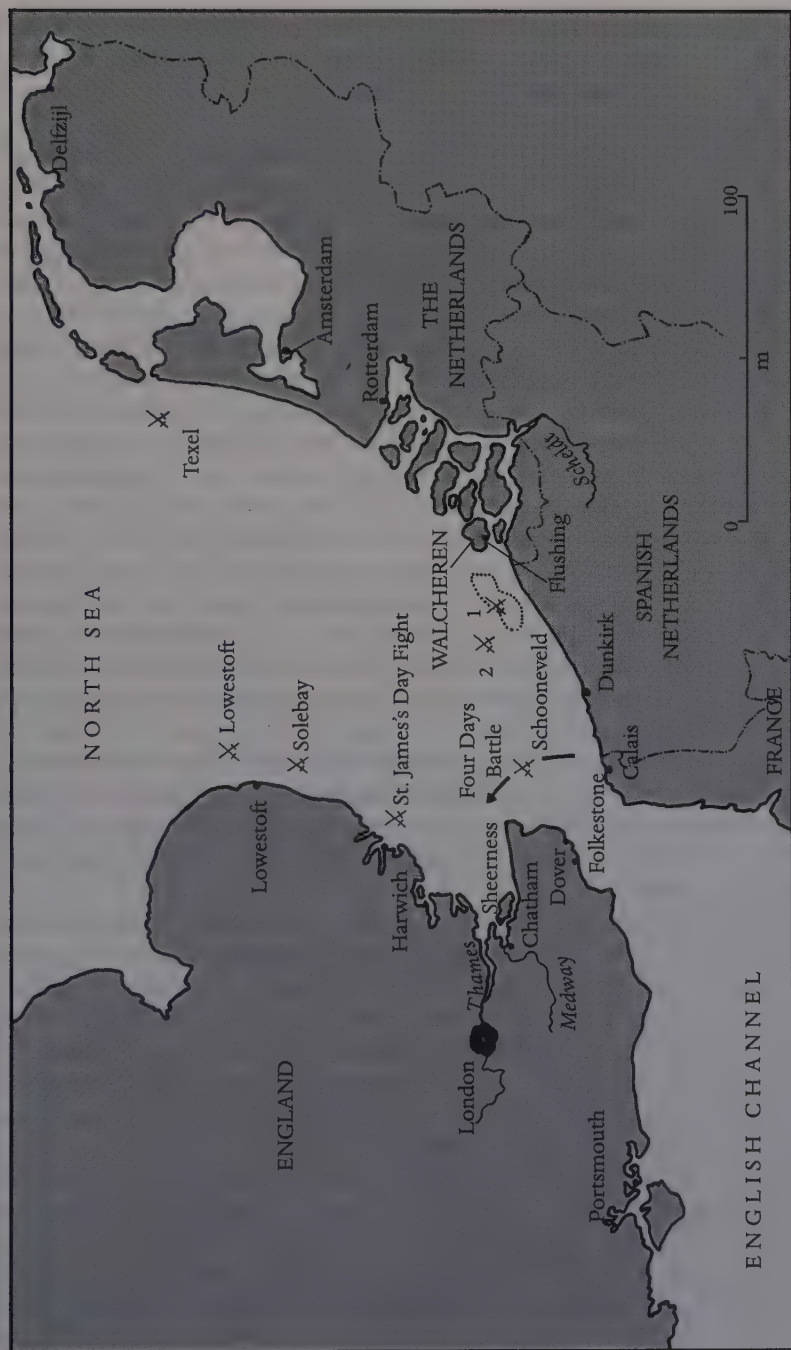 NORTH SEA
Delfzijl
Texel
Amsterdam
Lowestoft
Solebay
Lowestoft
ENGLAND
St. James's Day Fight
Harwich
Rotterdam
THE
NETHERLANDS
WALCHEREN
Four Days
Battle
2
1
Sheerness
Thames
London
Chatham
Medway
Schooneveld
Flushing
Scheldt
Dover
Folkestone
Dunkirk
Calais
SPANISH
NETHERLANDS
Portsmouth
ENGLISH CHANNEL
FRANCE
0
100
m